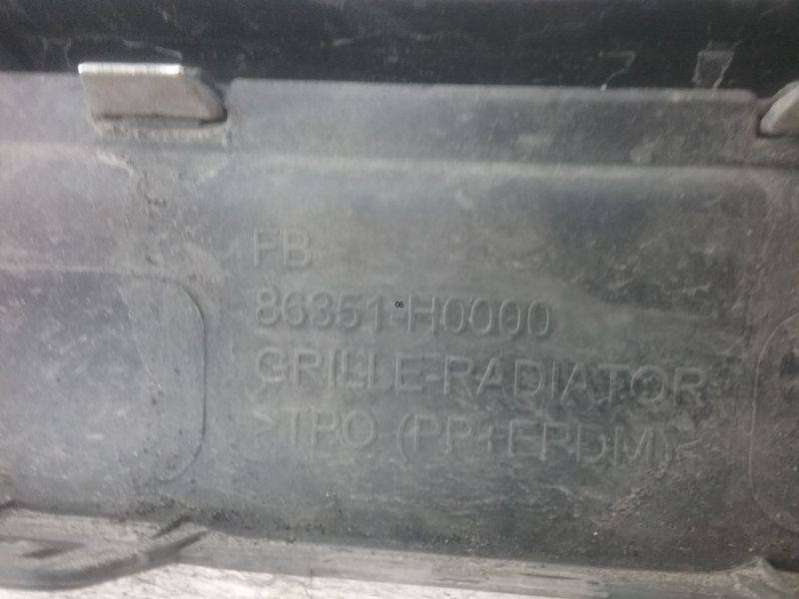 FB
86351-H0000
GRILLE-RADIATOR
>TPO (PP+EPDM)<